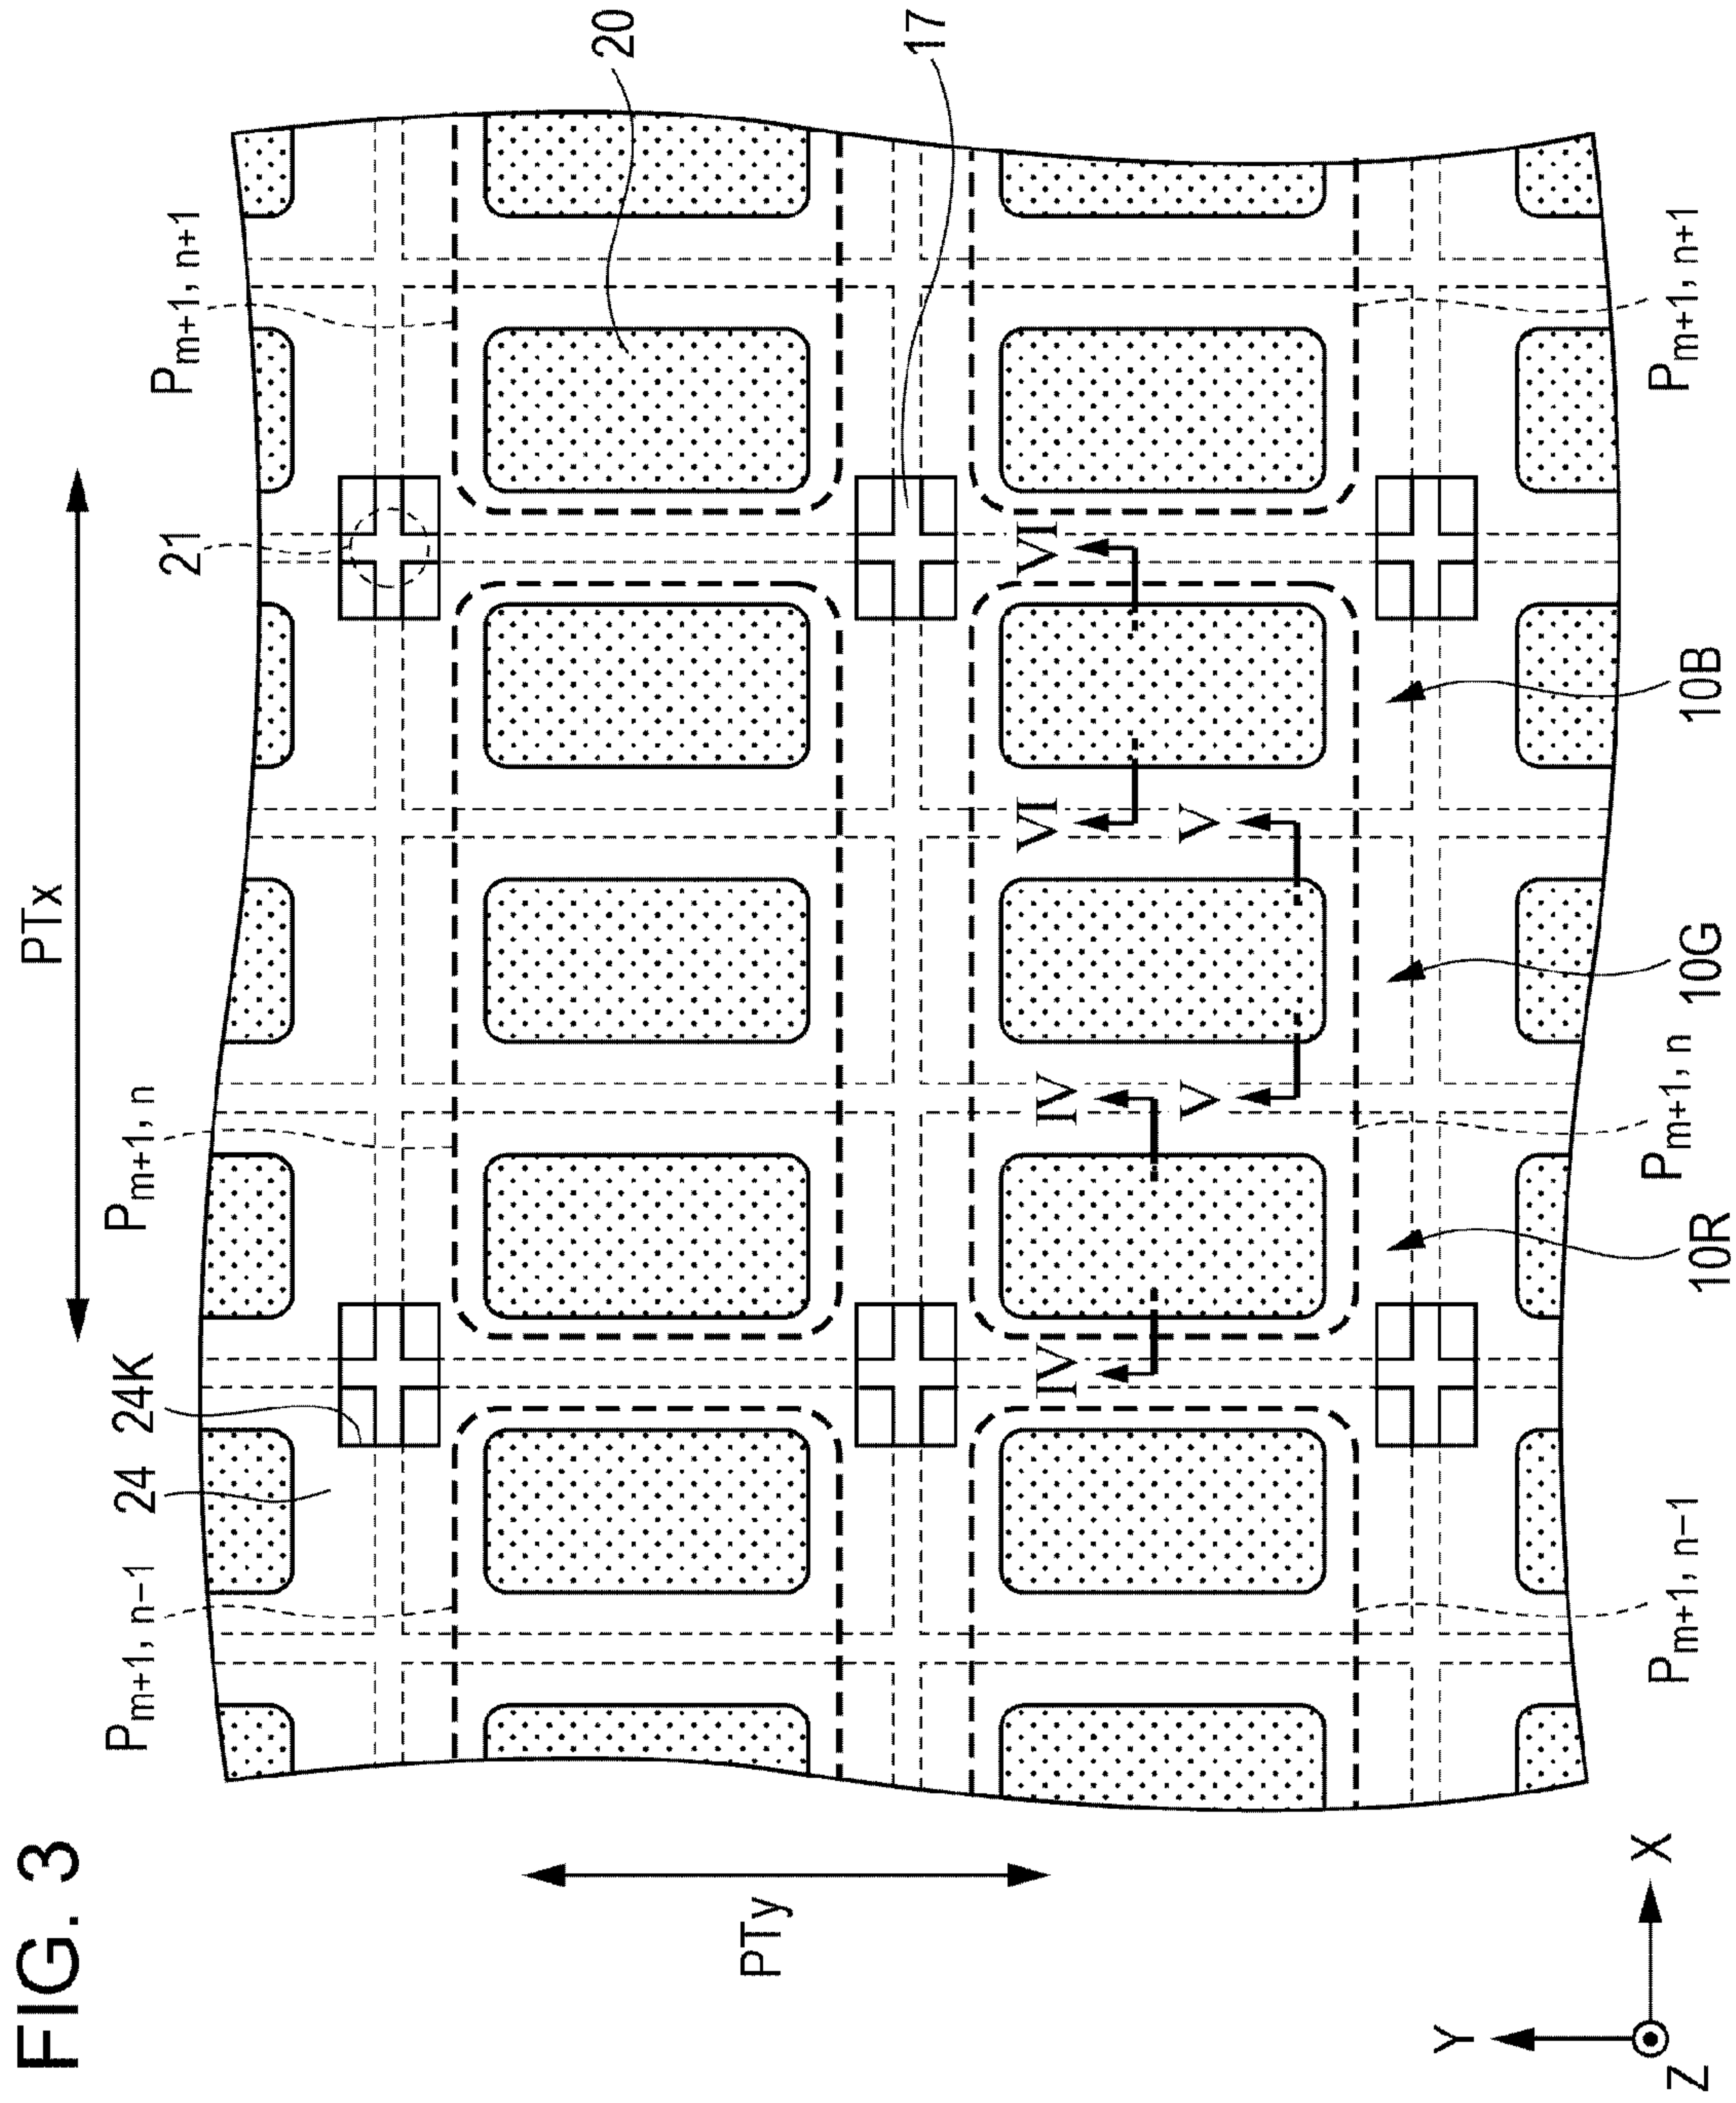 FIG. 3
PTx
Pm+1, n−1
24
24K
Pm+1, n
21
Pm+1, n+1
20
PTy
17
IV
IV
VI
VI
V
V
Y
Z
X
Pm+1, n−1
10R
Pm+1, n
10G
10B
Pm+1, n+1